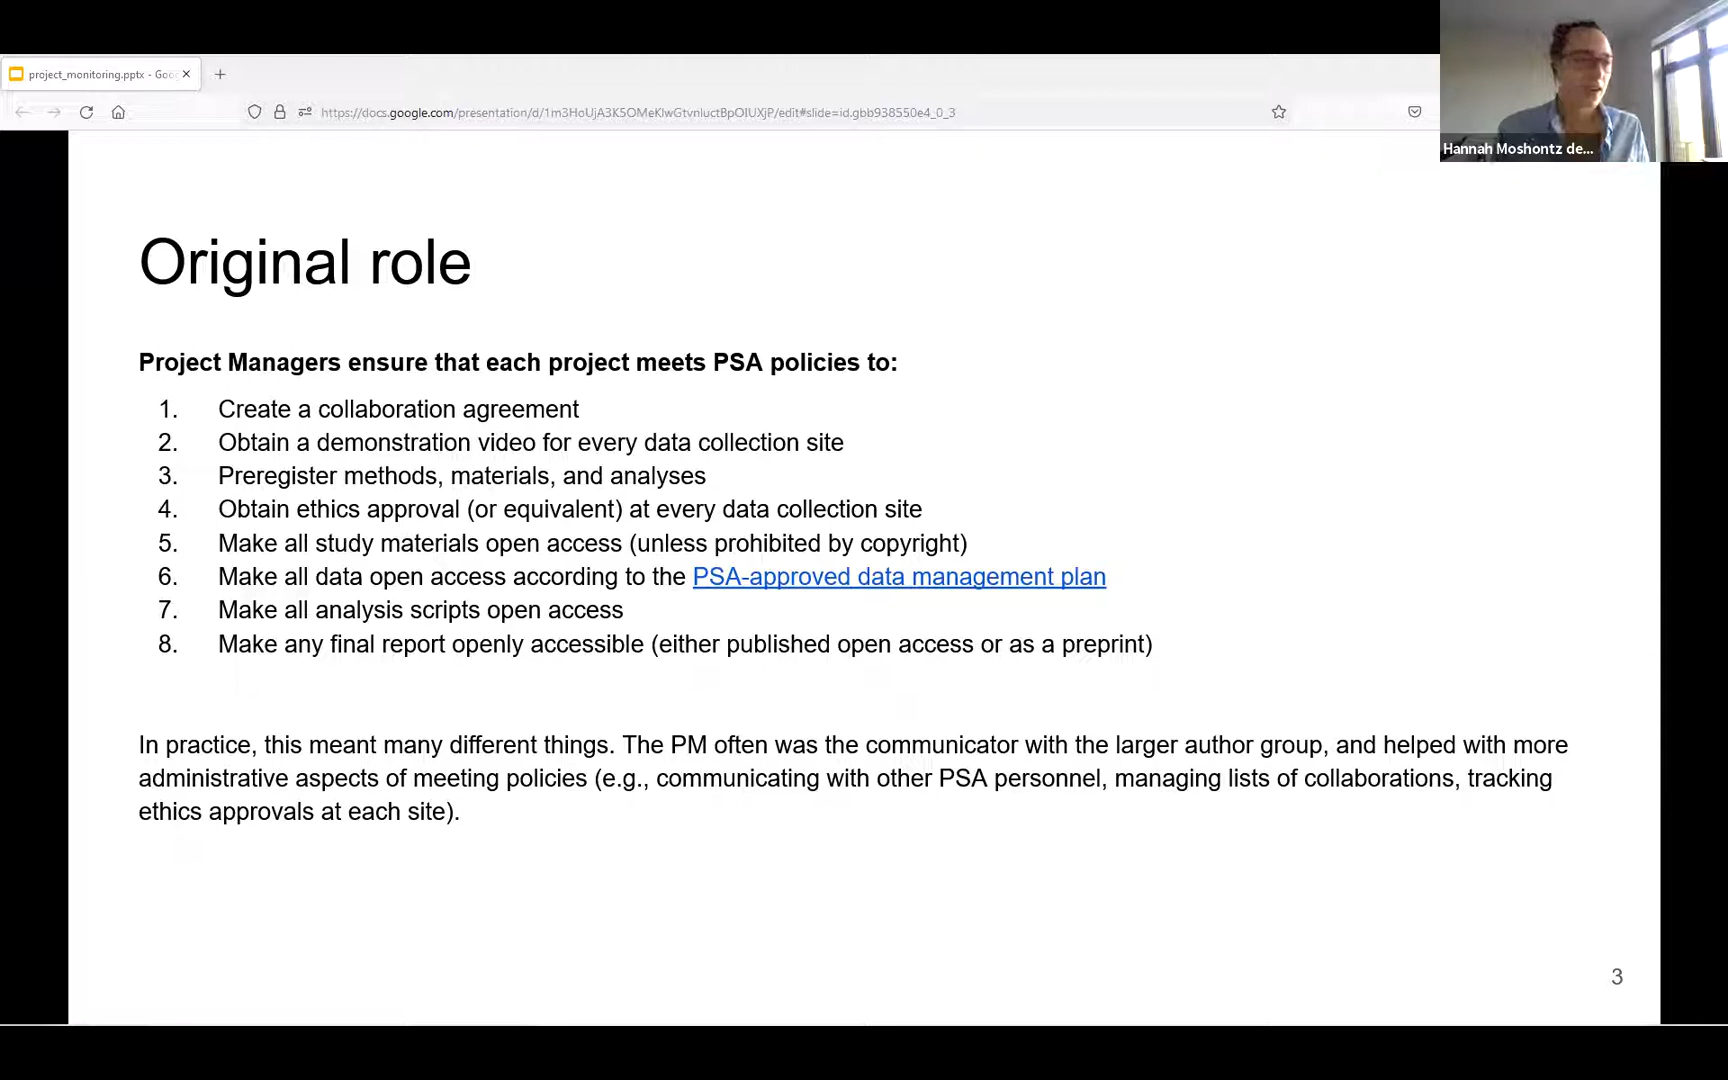 project_monitoring.pptx - Goo
https://docs.google.com/presentation/d/1m3HoUjA3K5OMeKlwGtvnluctBpOIUXjP/edit#slide=id.gbb938550e4_0_3
Hannah Moshontz de...
Original role
Project Managers ensure that each project meets PSA policies to:
1. Create a collaboration agreement
2. Obtain a demonstration video for every data collection site
3. Preregister methods, materials, and analyses
4. Obtain ethics approval (or equivalent) at every data collection site
5. Make all study materials open access (unless prohibited by copyright)
6. Make all data open access according to the PSA-approved data management plan
7. Make all analysis scripts open access
8. Make any final report openly accessible (either published open access or as a preprint)
In practice, this meant many different things. The PM often was the communicator with the larger author group, and helped with more
administrative aspects of meeting policies (e.g., communicating with other PSA personnel, managing lists of collaborations, tracking
ethics approvals at each site).
3